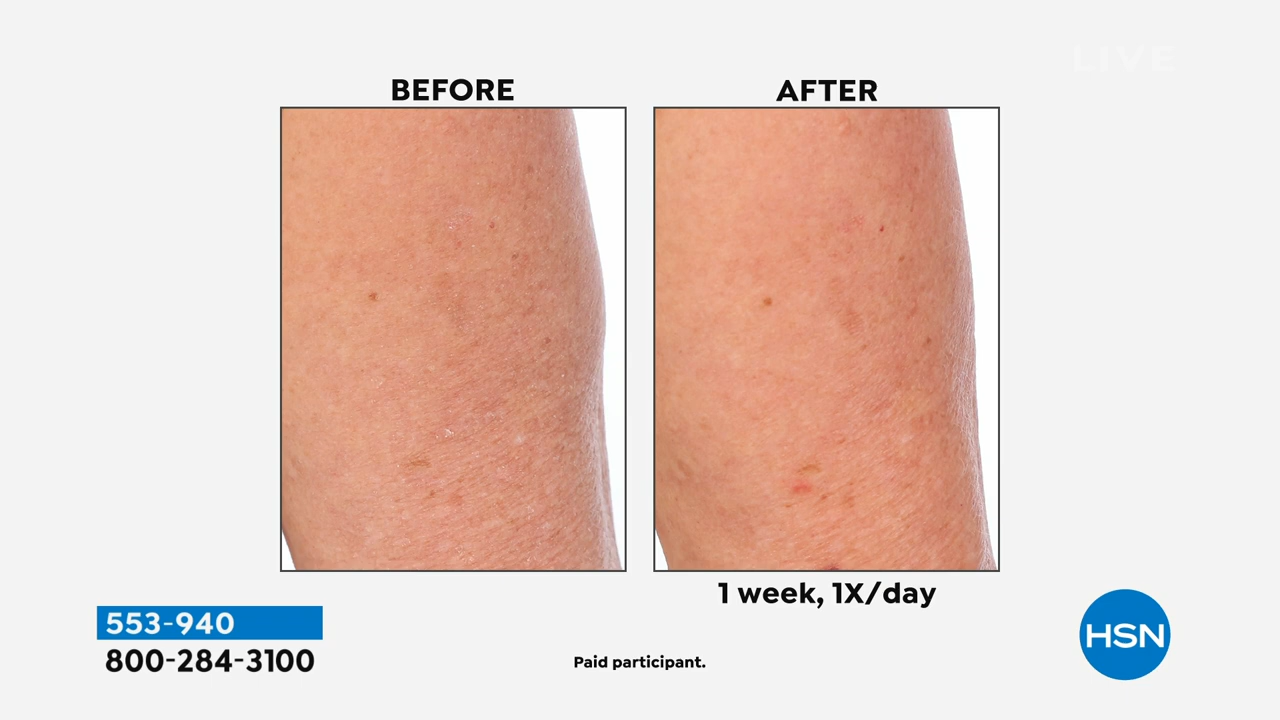 LIVE
BEFORE
AFTER
1 week, 1X/day
553-940
800-284-3100
Paid participant.
HSN